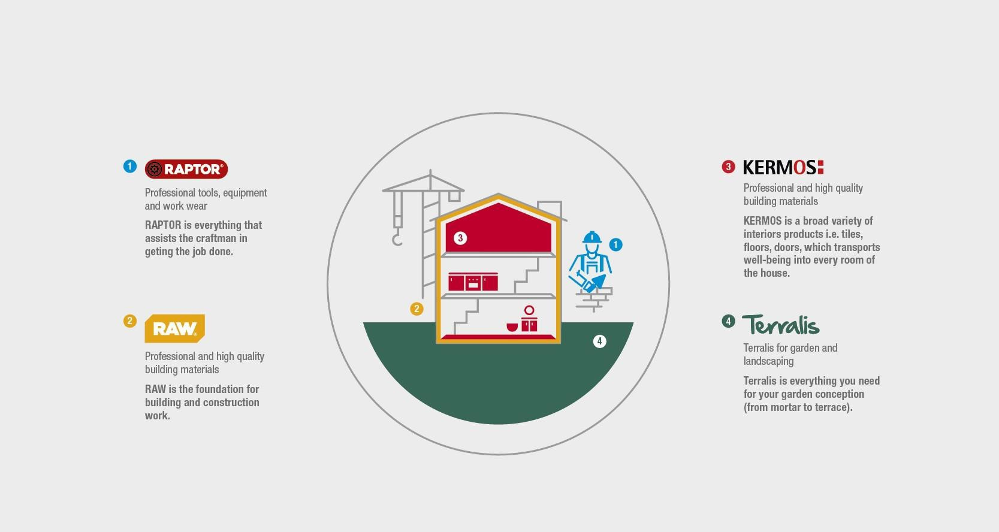 1
RAPTOR®
Professional tools, equipment
and work wear
RAPTOR is everything that
assists the craftman in
geting the job done.
2
RAW®
Professional and high quality
building materials
RAW is the foundation for
building and construction
work.
3
1
2
4
3
KERMOS
Professional and high quality
building materials
KERMOS is a broad variety of
interiors products i.e. tiles,
floors, doors, which transports
well-being into every room of
the house.
4
Terralis
Terralis for garden and
landscaping
Terralis is everything you need
for your garden conception
(from mortar to terrace).